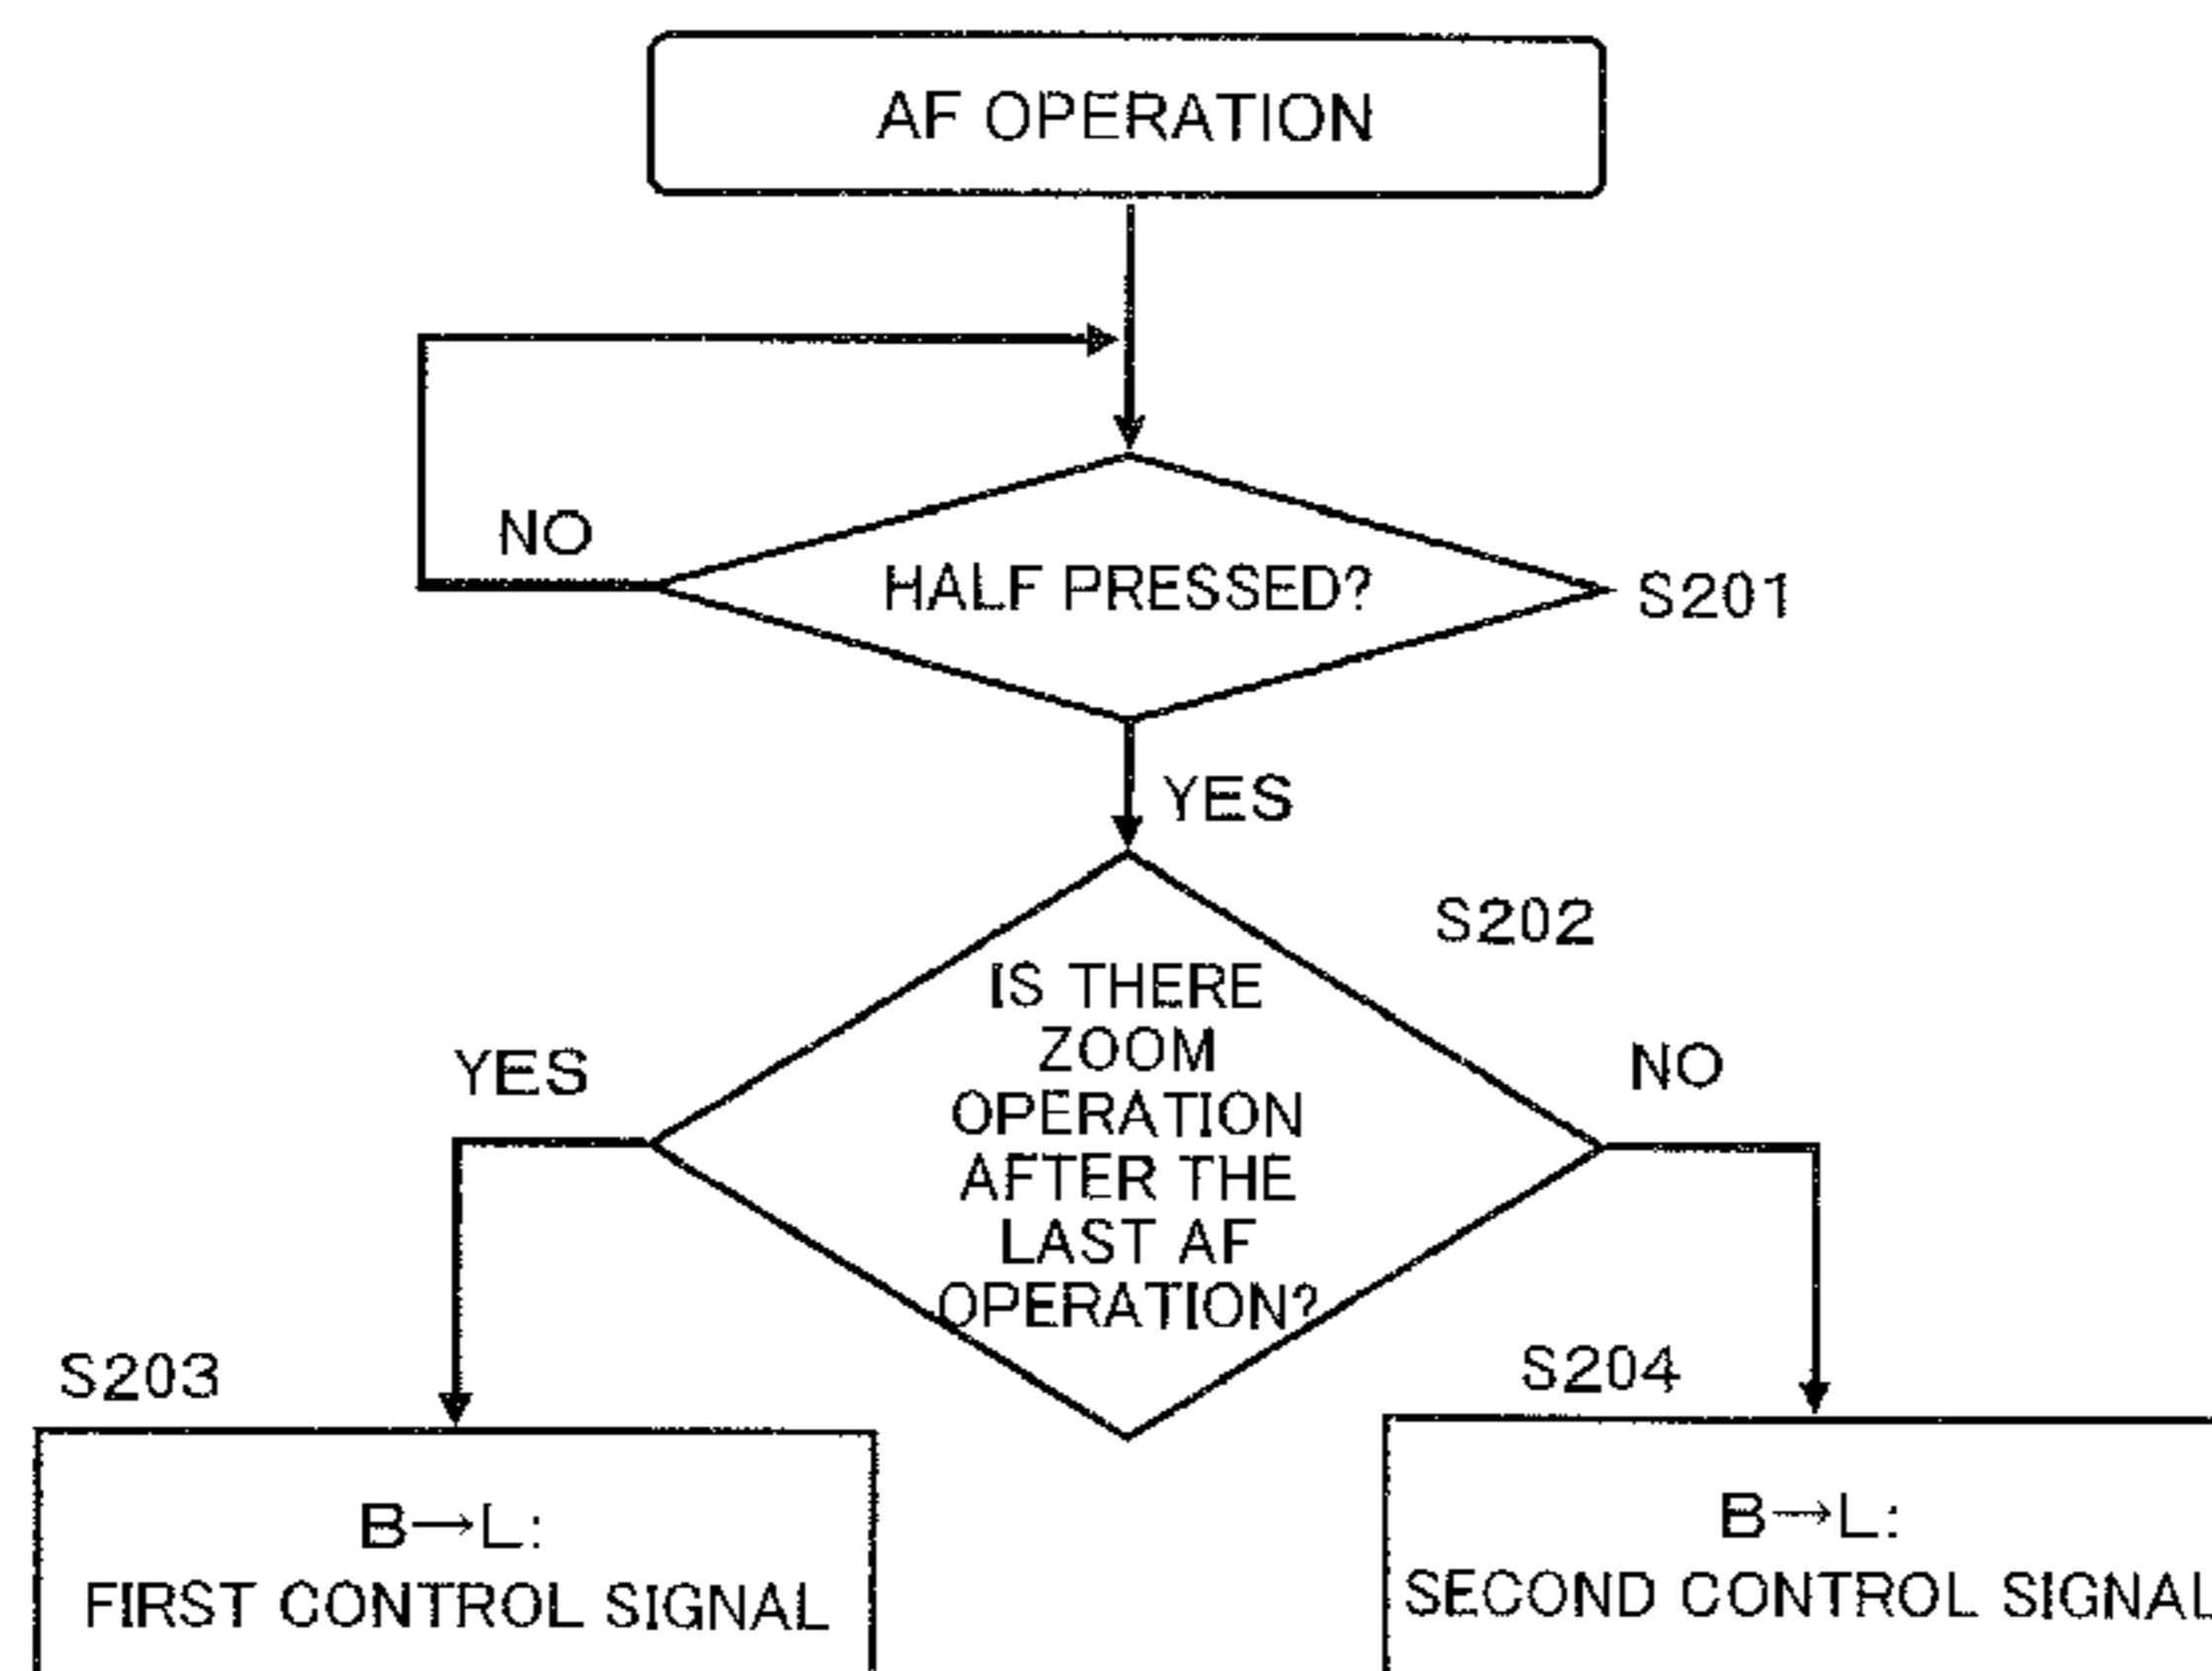 AF OPERATION
NO
HALF PRESSED?
S201
YES
S202
IS THERE
ZOOM
OPERATION
AFTER THE
LAST AF
OPERATION?
YES
NO
S203
S204
B→L:
FIRST CONTROL SIGNAL
B→L:
SECOND CONTROL SIGNAL